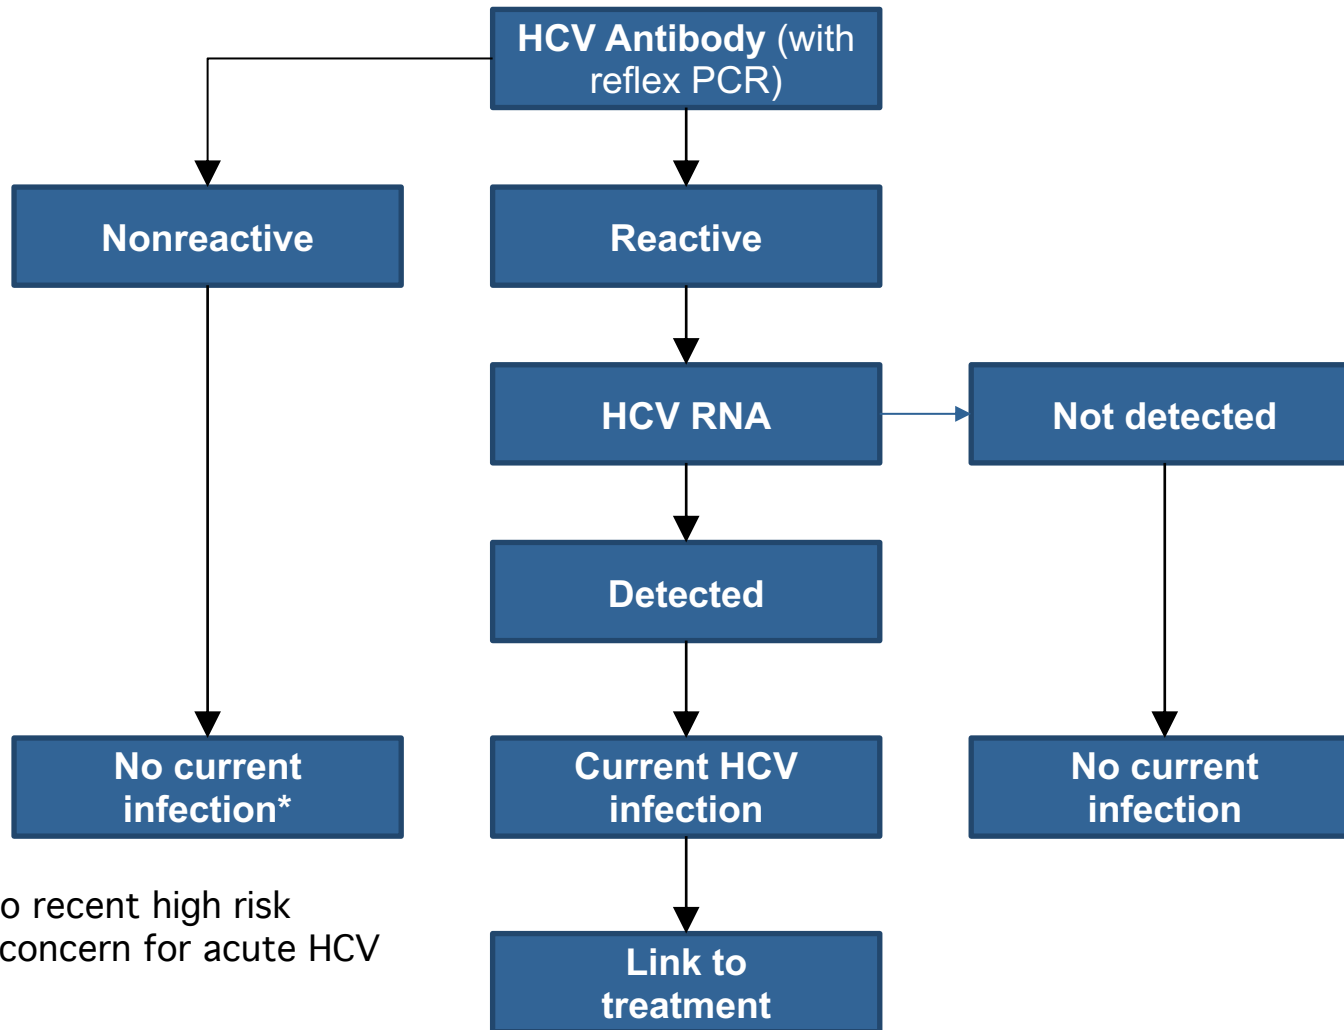 HCV Antibody (with
reflex PCR)
Nonreactive
Reactive
HCV RNA
Not detected
Detected
No current
infection*
Current HCV
infection
No current
infection
o recent high risk
concern for acute HCV
Link to
treatment